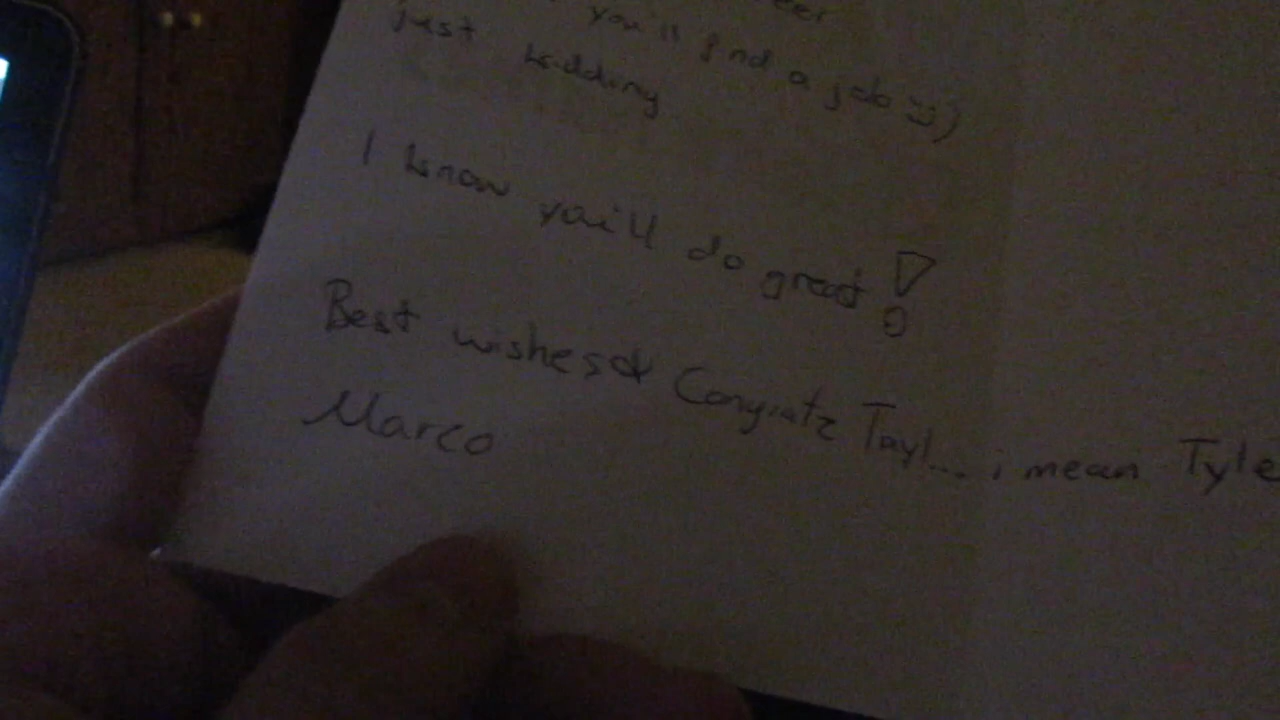 you'll find a job =)
just kidding
I know you'll do great!
Best wishes & Congratz Tayl... i mean Tyle
Marco